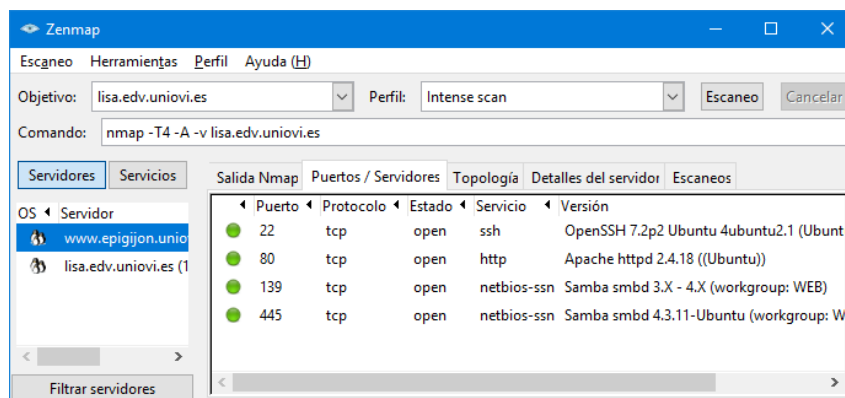 Zenmap
Escaneo Herramientas Perfil Ayuda (H)
Objetivo: lisa.edv.uniovi.es Perfil: Intense scan Escaneo Cancelar
Comando: nmap -T4 -A -v lisa.edv.uniovi.es
Servidores Servicios Salida Nmap Puertos / Servidores Topología Detalles del servidor Escaneos
OS Servidor Puerto Protocolo Estado Servicio Versión
www.epigijon.unio 22 tcp open ssh OpenSSH 7.2p2 Ubuntu 4ubuntu2.1 (Ubunt
lisa.edv.uniovi.es (1 80 tcp open http Apache httpd 2.4.18 ((Ubuntu))
139 tcp open netbios-ssn Samba smbd 3.X - 4.X (workgroup: WEB)
445 tcp open netbios-ssn Samba smbd 4.3.11-Ubuntu (workgroup: W
Filtrar servidores